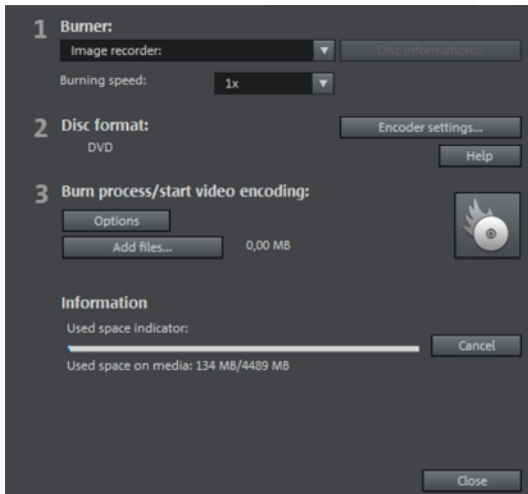 1 Burner:
Image recorder:
Disc information...
Burning speed: 1x
2 Disc format:
Encoder settings...
DVD
Help
3 Burn process/start video encoding:
Options
Add files... 0,00 MB
Information
Used space indicator:
Cancel
Used space on media: 134 MB/4489 MB
Close